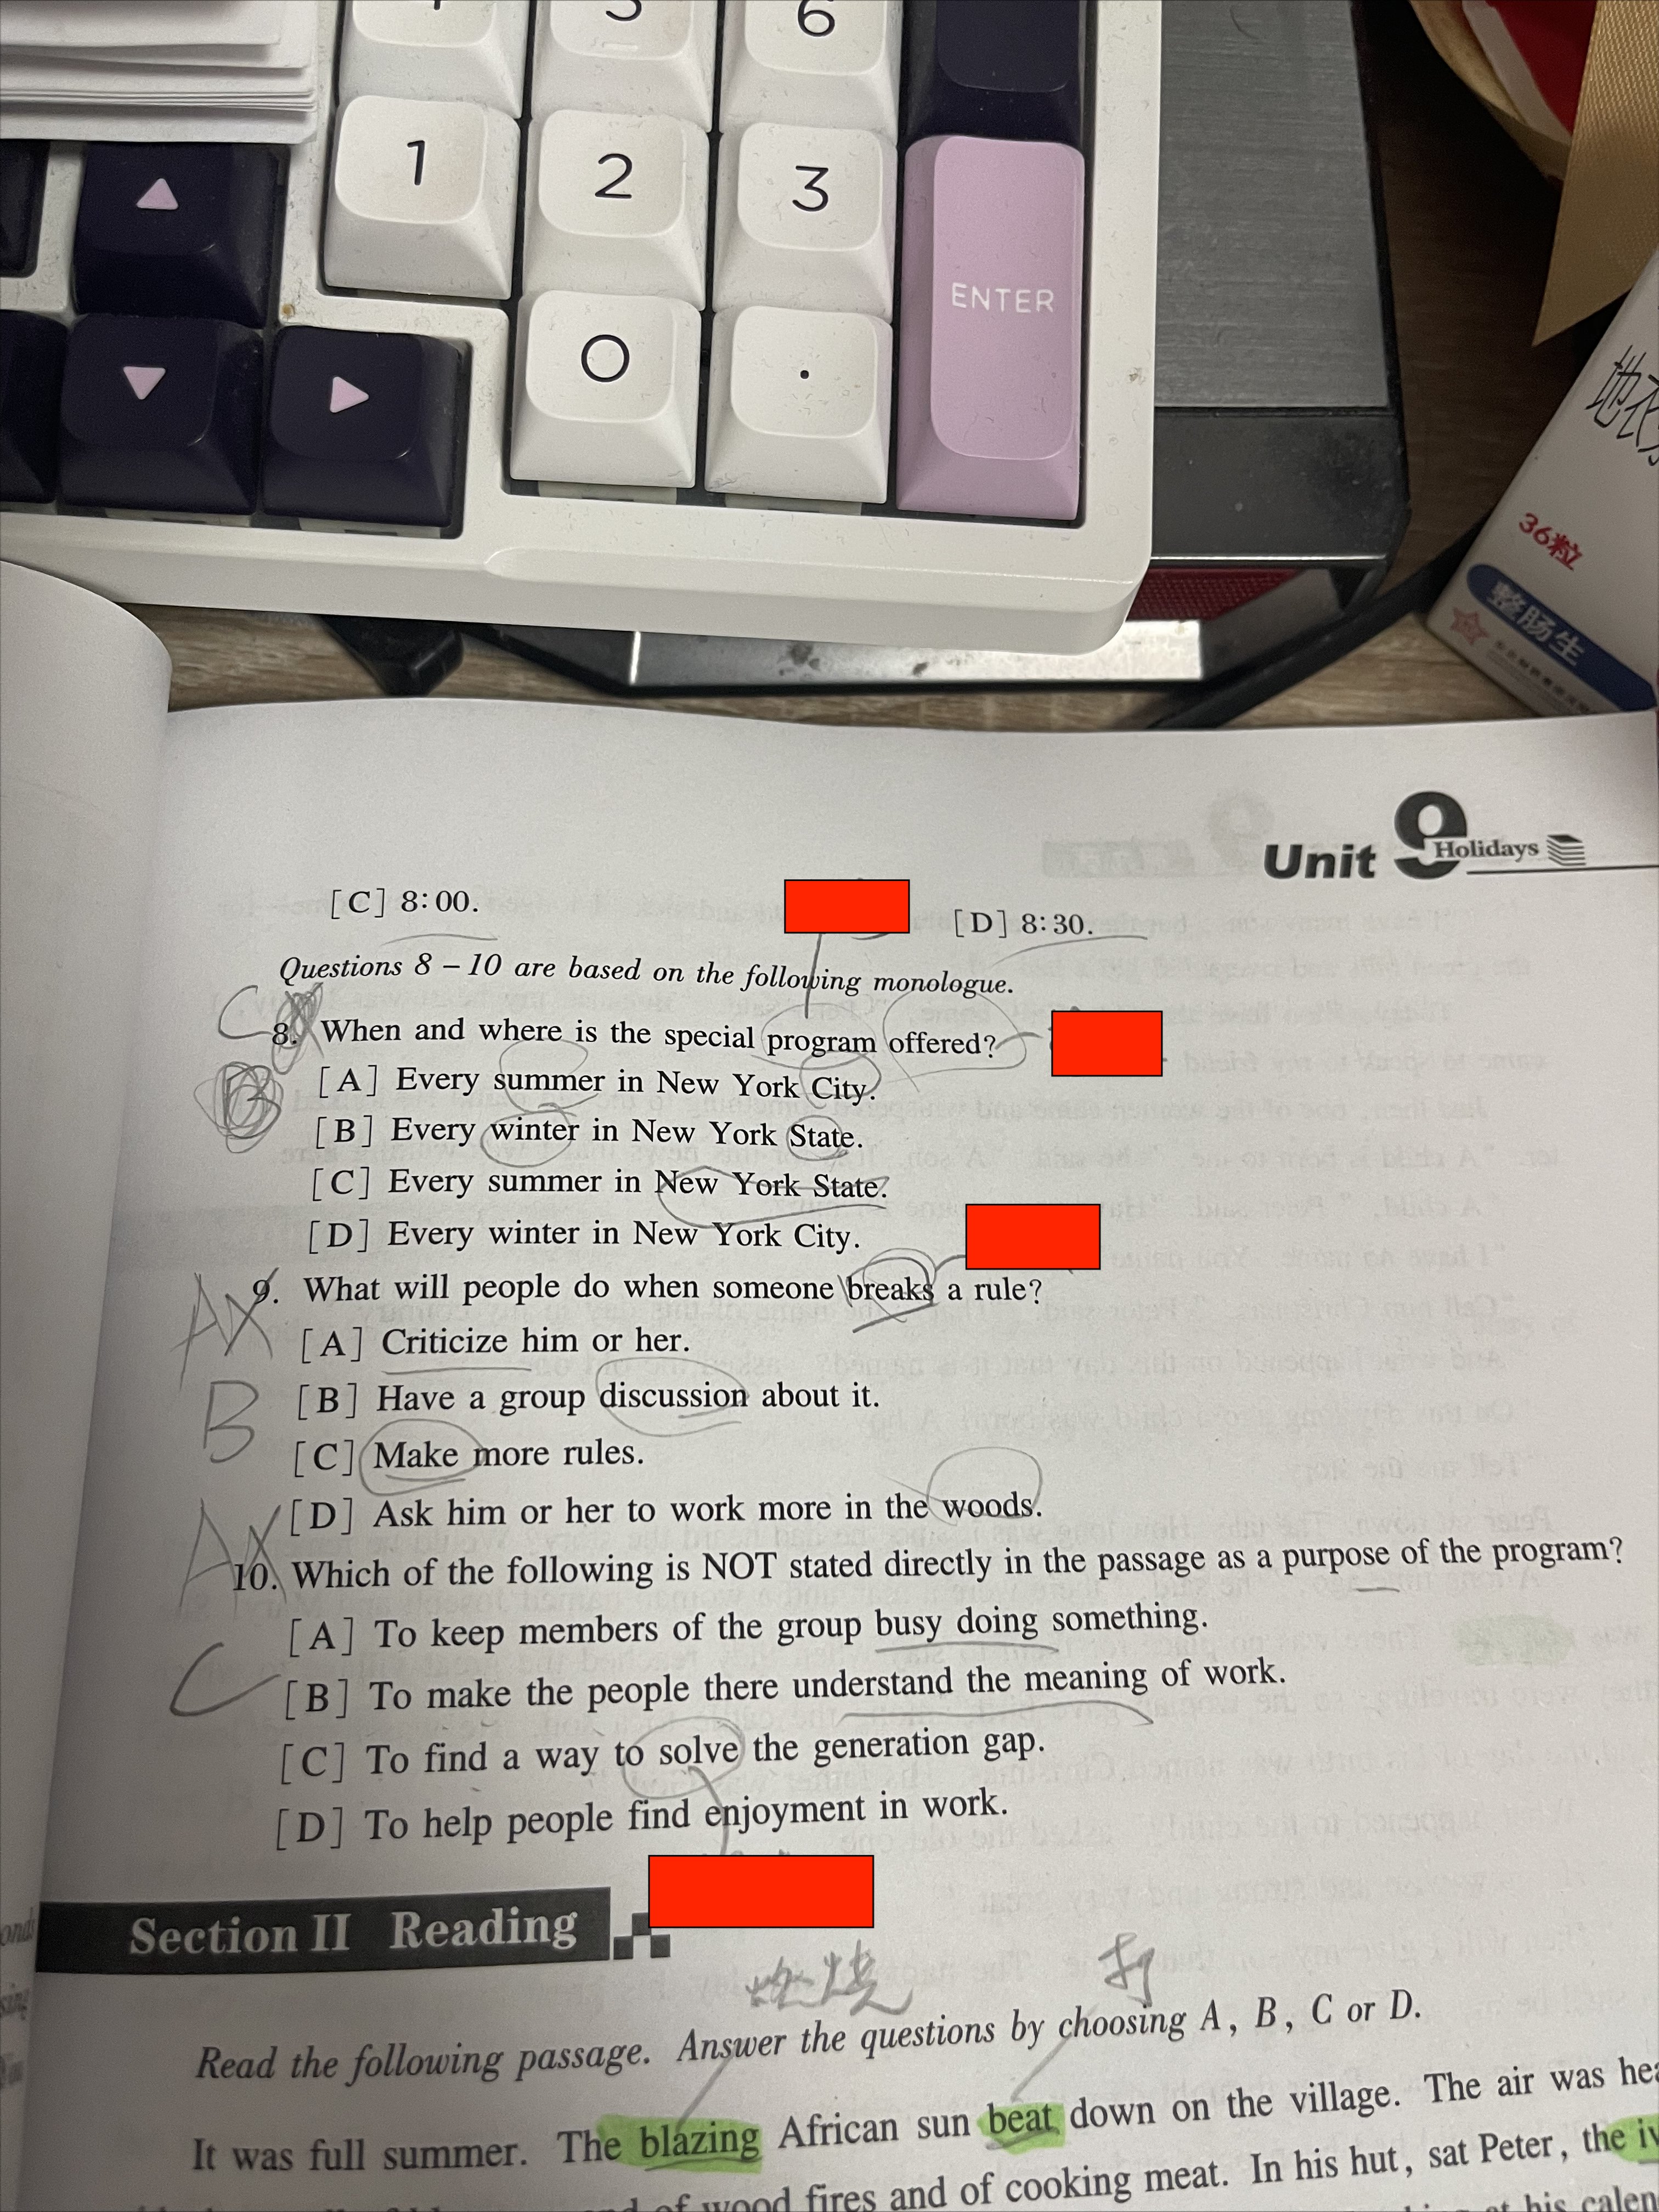 6
1
2
3
ENTER
0
.
36粒
整肠生
Unit 9
Holidays
[C] 8:00.
[D] 8:30.
Questions 8 – 10 are based on the following monologue.
C
8. When and where is the special program offered?
[A] Every summer in New York City.
B
[B] Every winter in New York State.
[C] Every summer in New York State.
[D] Every winter in New York City.
A
9. What will people do when someone breaks a rule?
[A] Criticize him or her.
B
[B] Have a group discussion about it.
[C] Make more rules.
[D] Ask him or her to work more in the woods.
A
10. Which of the following is NOT stated directly in the passage as a purpose of the program?
[A] To keep members of the group busy doing something.
C
[B] To make the people there understand the meaning of work.
[C] To find a way to solve the generation gap.
[D] To help people find enjoyment in work.
Section II Reading
燃烧
打
Read the following passage. Answer the questions by choosing A, B, C or D.
It was full summer. The blazing African sun beat down on the village. The air was
of wood fires and of cooking meat. In his hut, sat Peter, the
at his